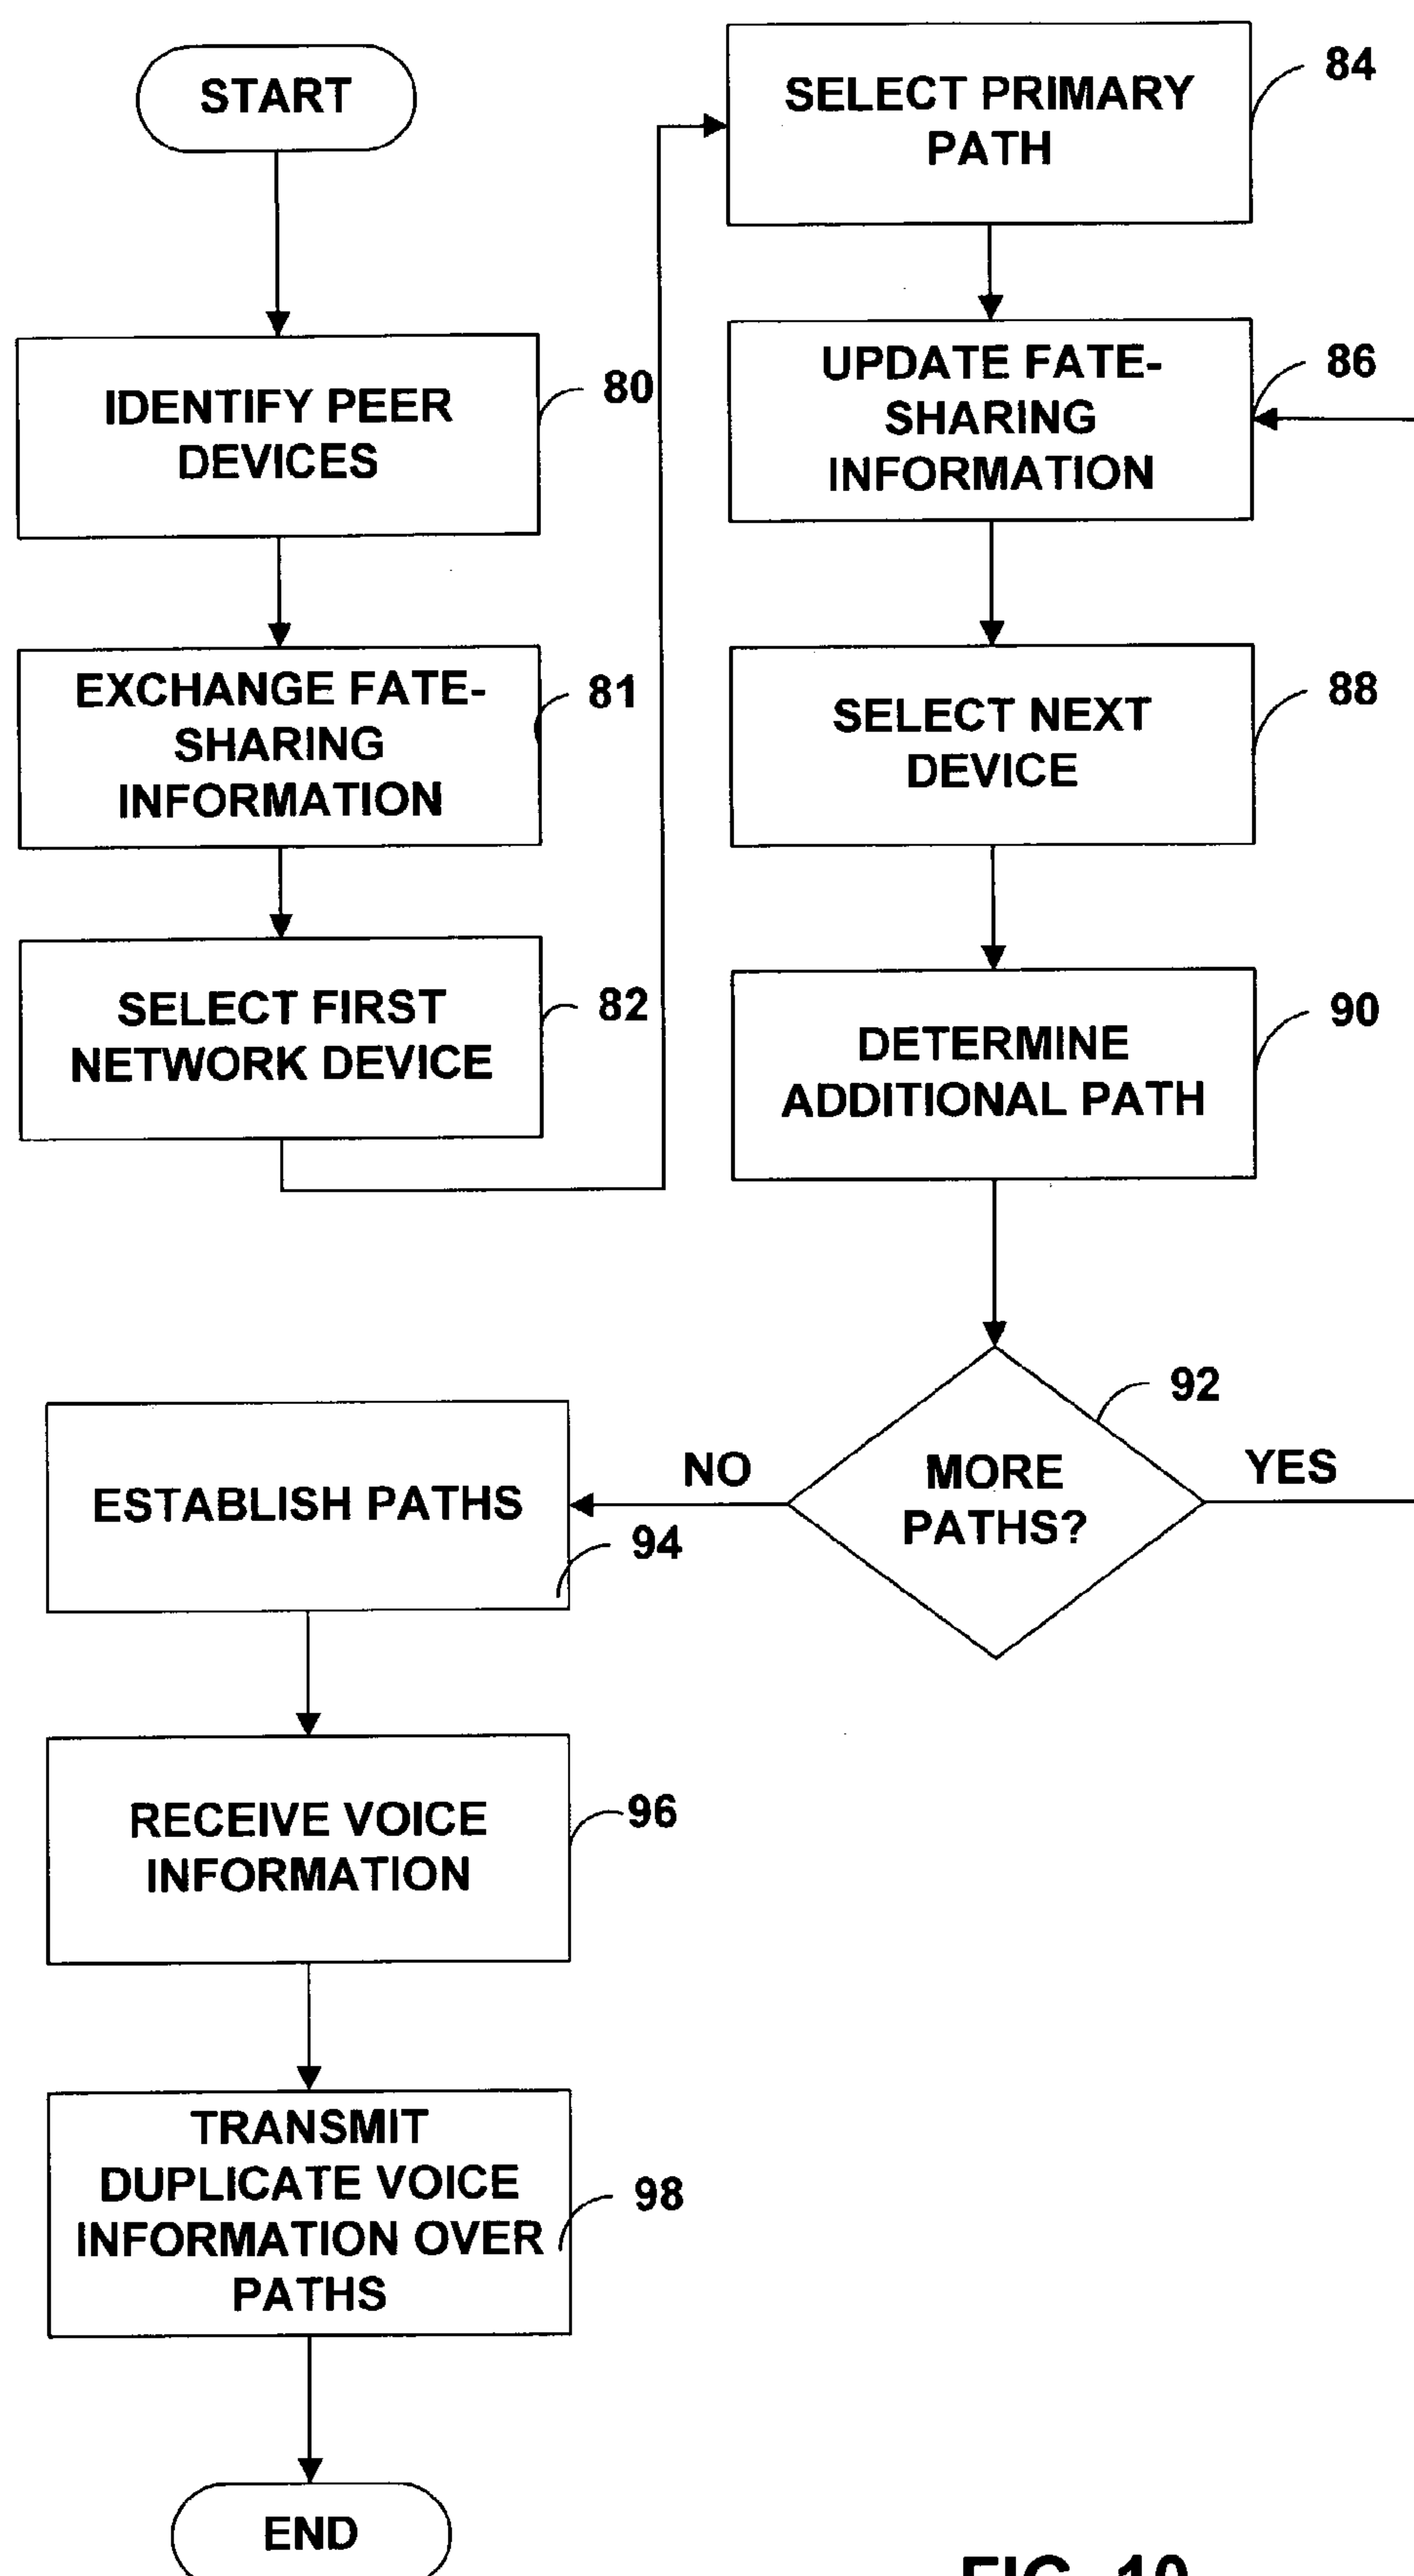 START
IDENTIFY PEER
DEVICES
80
EXCHANGE FATE-
SHARING
INFORMATION
81
SELECT FIRST
NETWORK DEVICE
82
SELECT PRIMARY
PATH
84
UPDATE FATE-
SHARING
INFORMATION
86
SELECT NEXT
DEVICE
88
DETERMINE
ADDITIONAL PATH
90
MORE
PATHS?
92
YES
NO
ESTABLISH PATHS
94
RECEIVE VOICE
INFORMATION
96
TRANSMIT
DUPLICATE VOICE
INFORMATION OVER
PATHS
98
END
FIG. 10